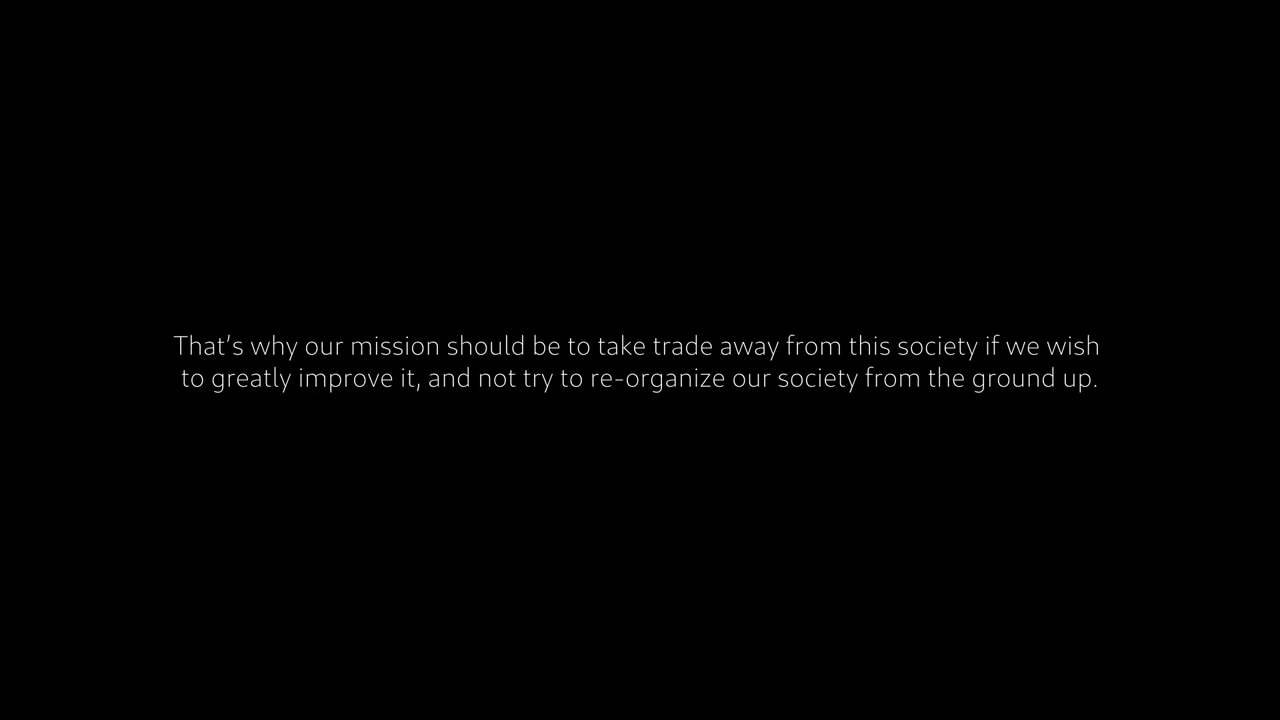 That's why our mission should be to take trade away from this society if we wish
to greatly improve it, and not try to re-organize our society from the ground up.